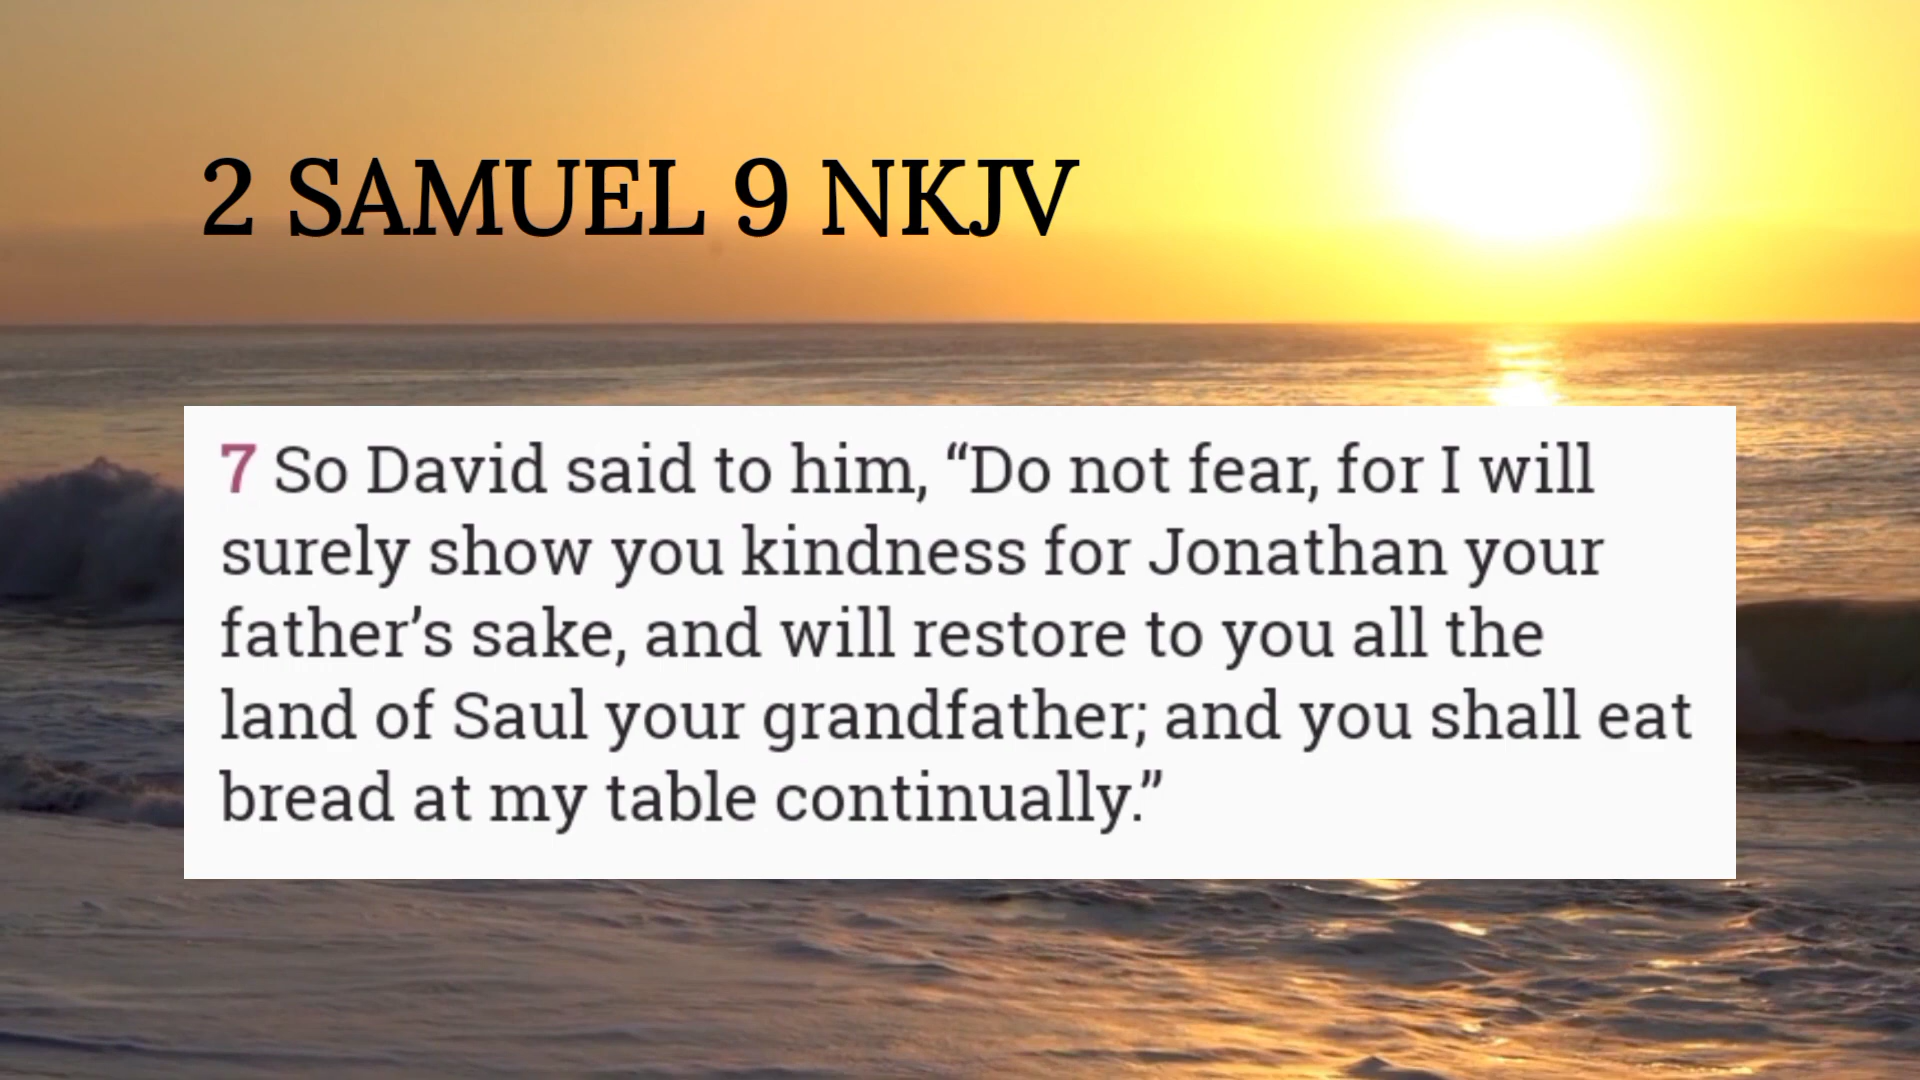 2 SAMUEL 9 NKJV
7 So David said to him, “Do not fear, for I will
surely show you kindness for Jonathan your
father’s sake, and will restore to you all the
land of Saul your grandfather; and you shall eat
bread at my table continually.”